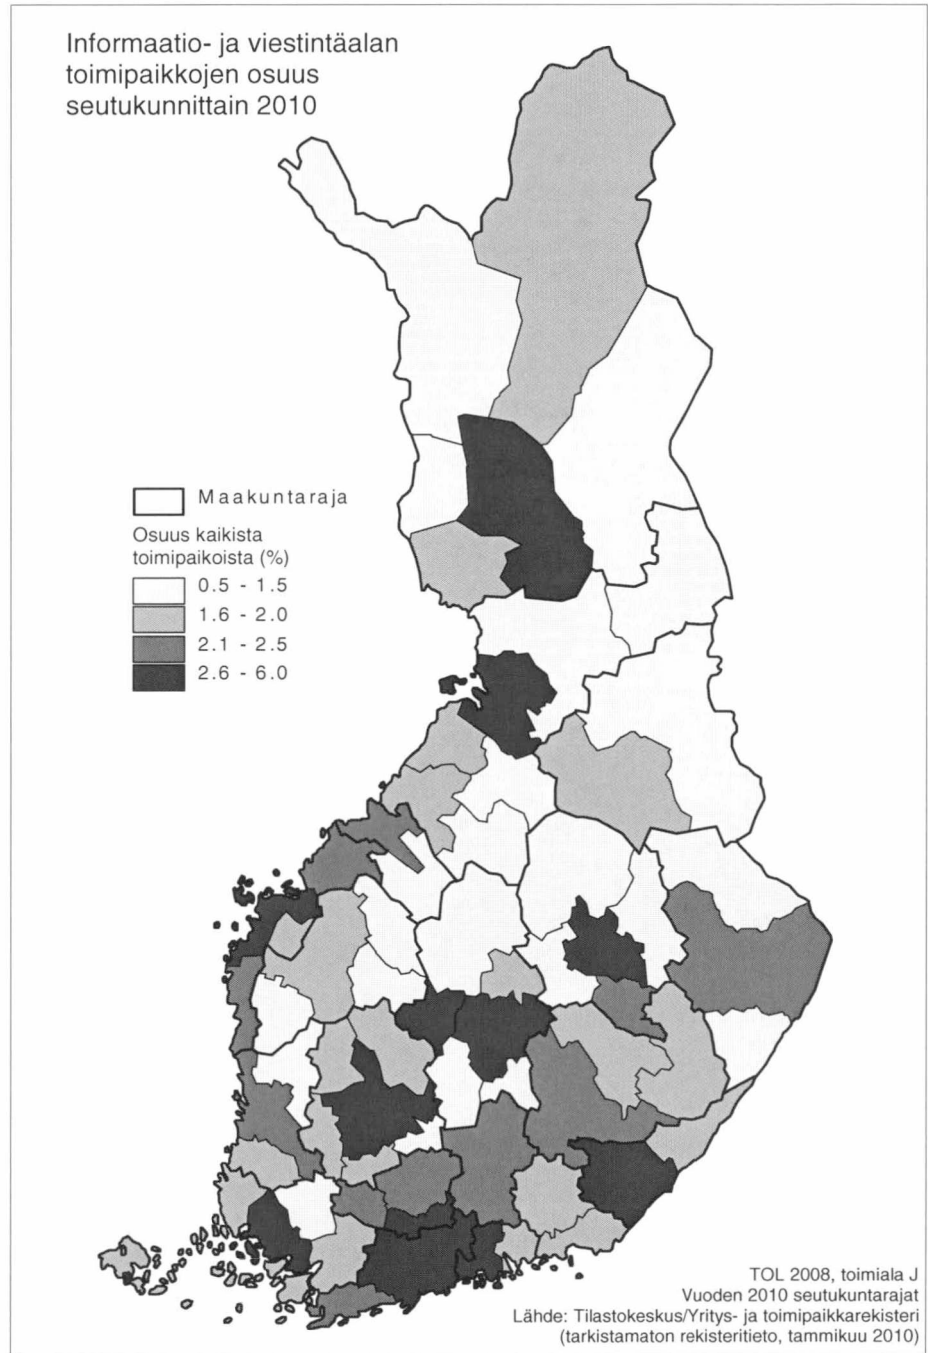 Informaatio- ja viestintäalan
toimipaikkojen osuus
seutukunnittain 2010
Maakuntaraja
Osuus kaikista
toimipaikoista (%)
0.5 - 1.5
1.6 - 2.0
2.1 - 2.5
2.6 - 6.0
TOL 2008, toimiala J
Vuoden 2010 seutukuntarajat
Lähde: Tilastokeskus/Yritys- ja toimipaikkarekisteri
(tarkistamaton rekisteritieto, tammikuu 2010)